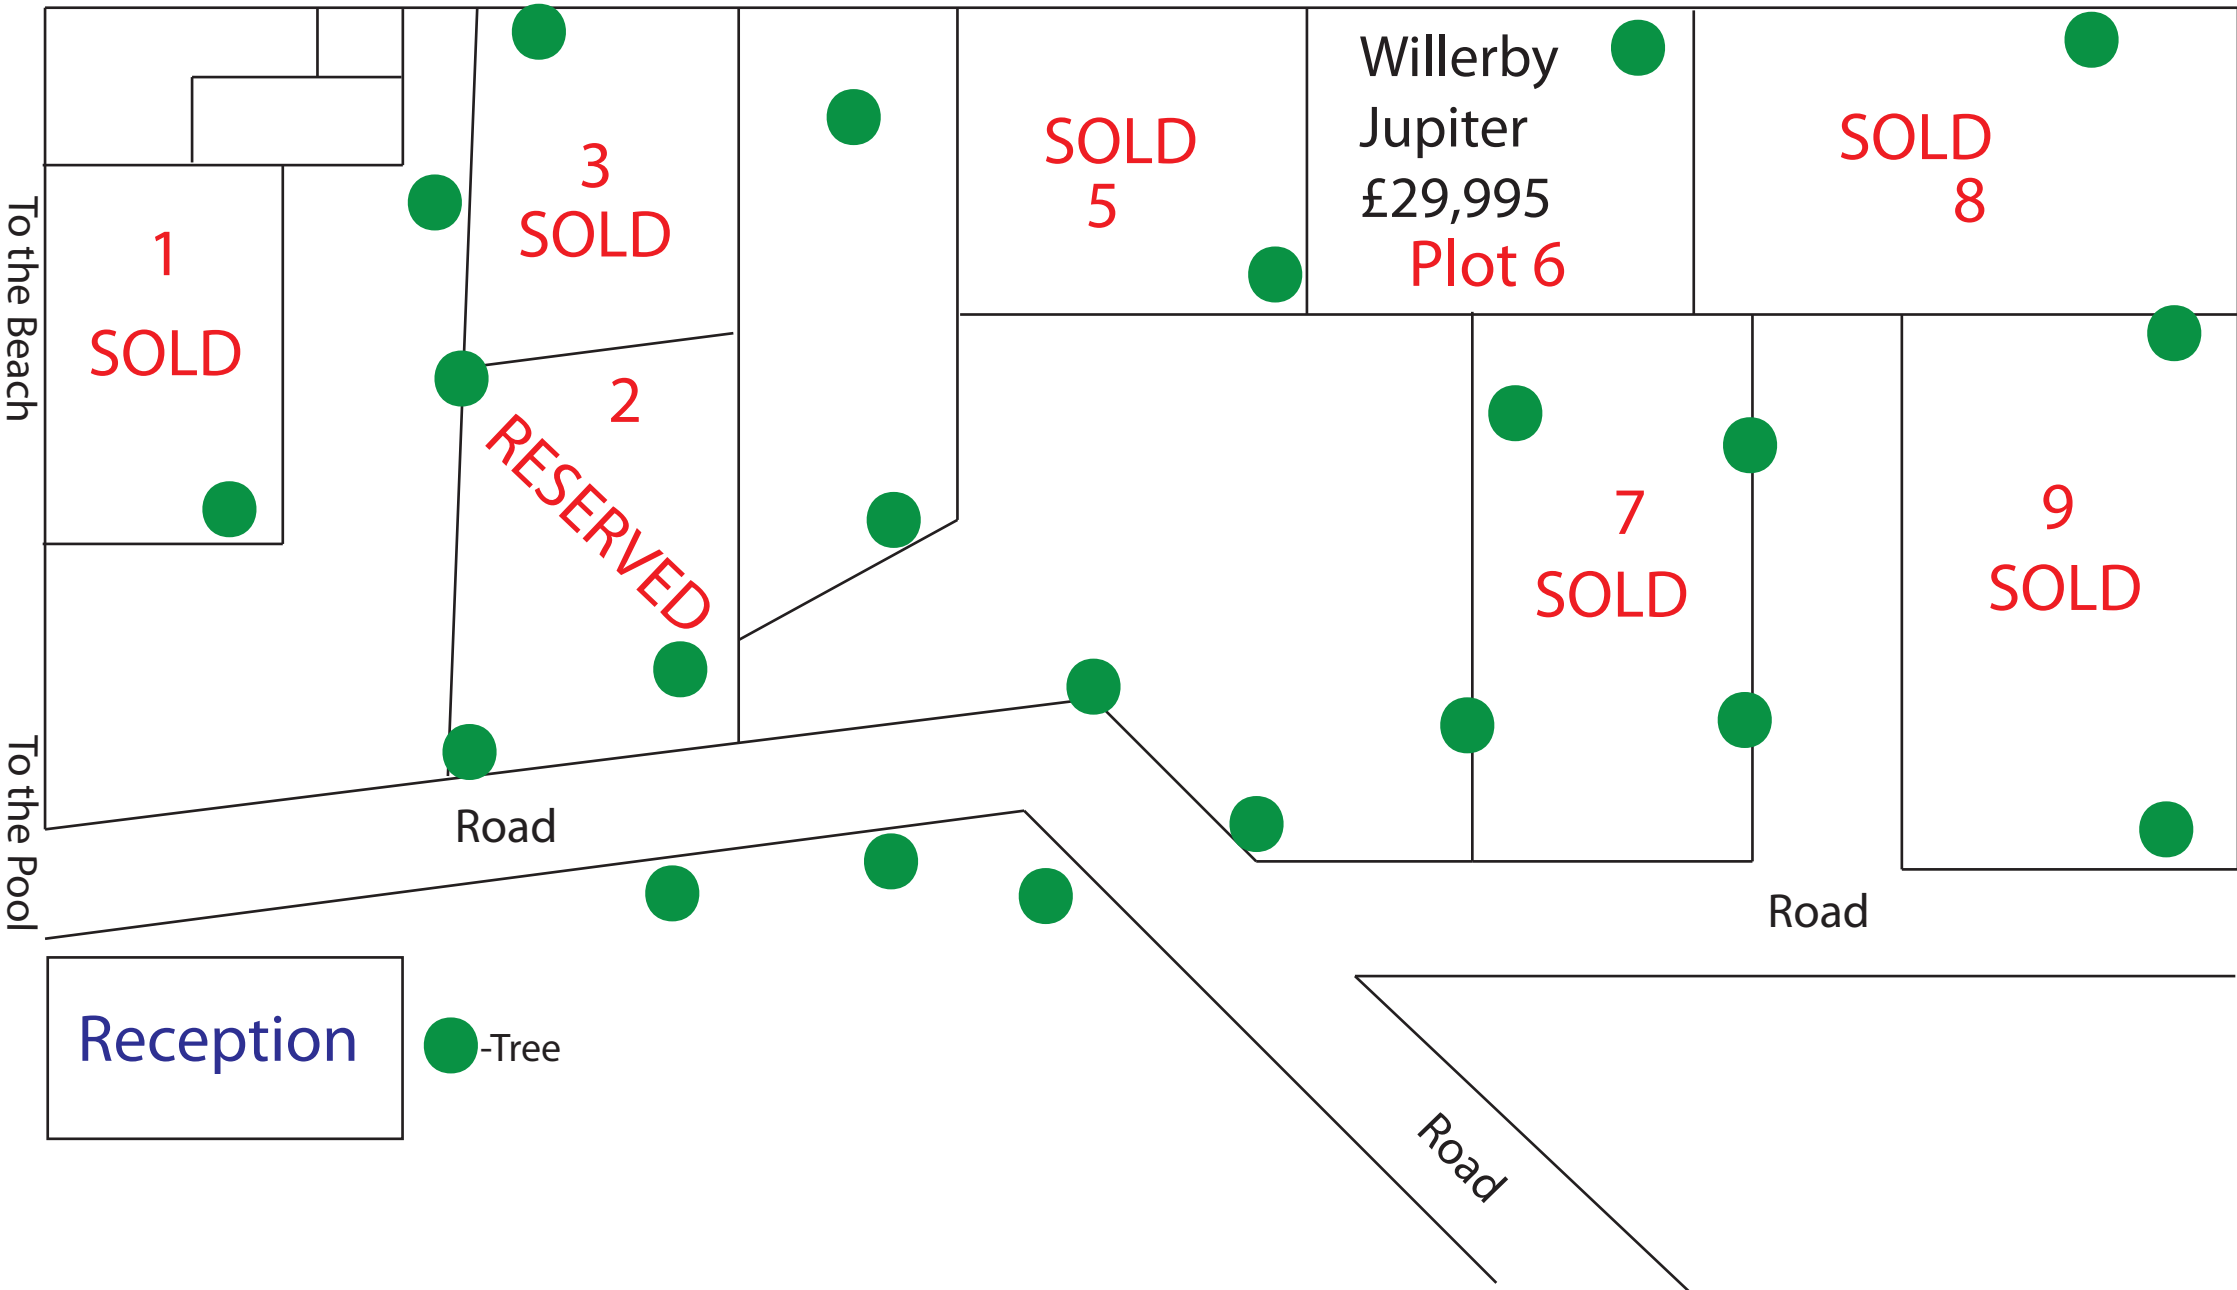 To the Beach
1
SOLD
3
SOLD
2
RESERVED
SOLD
5
Willerby
Jupiter
£29,995
Plot 6
SOLD
8
7
SOLD
9
SOLD
To the Pool
Road
Road
Reception
-Tree
Road